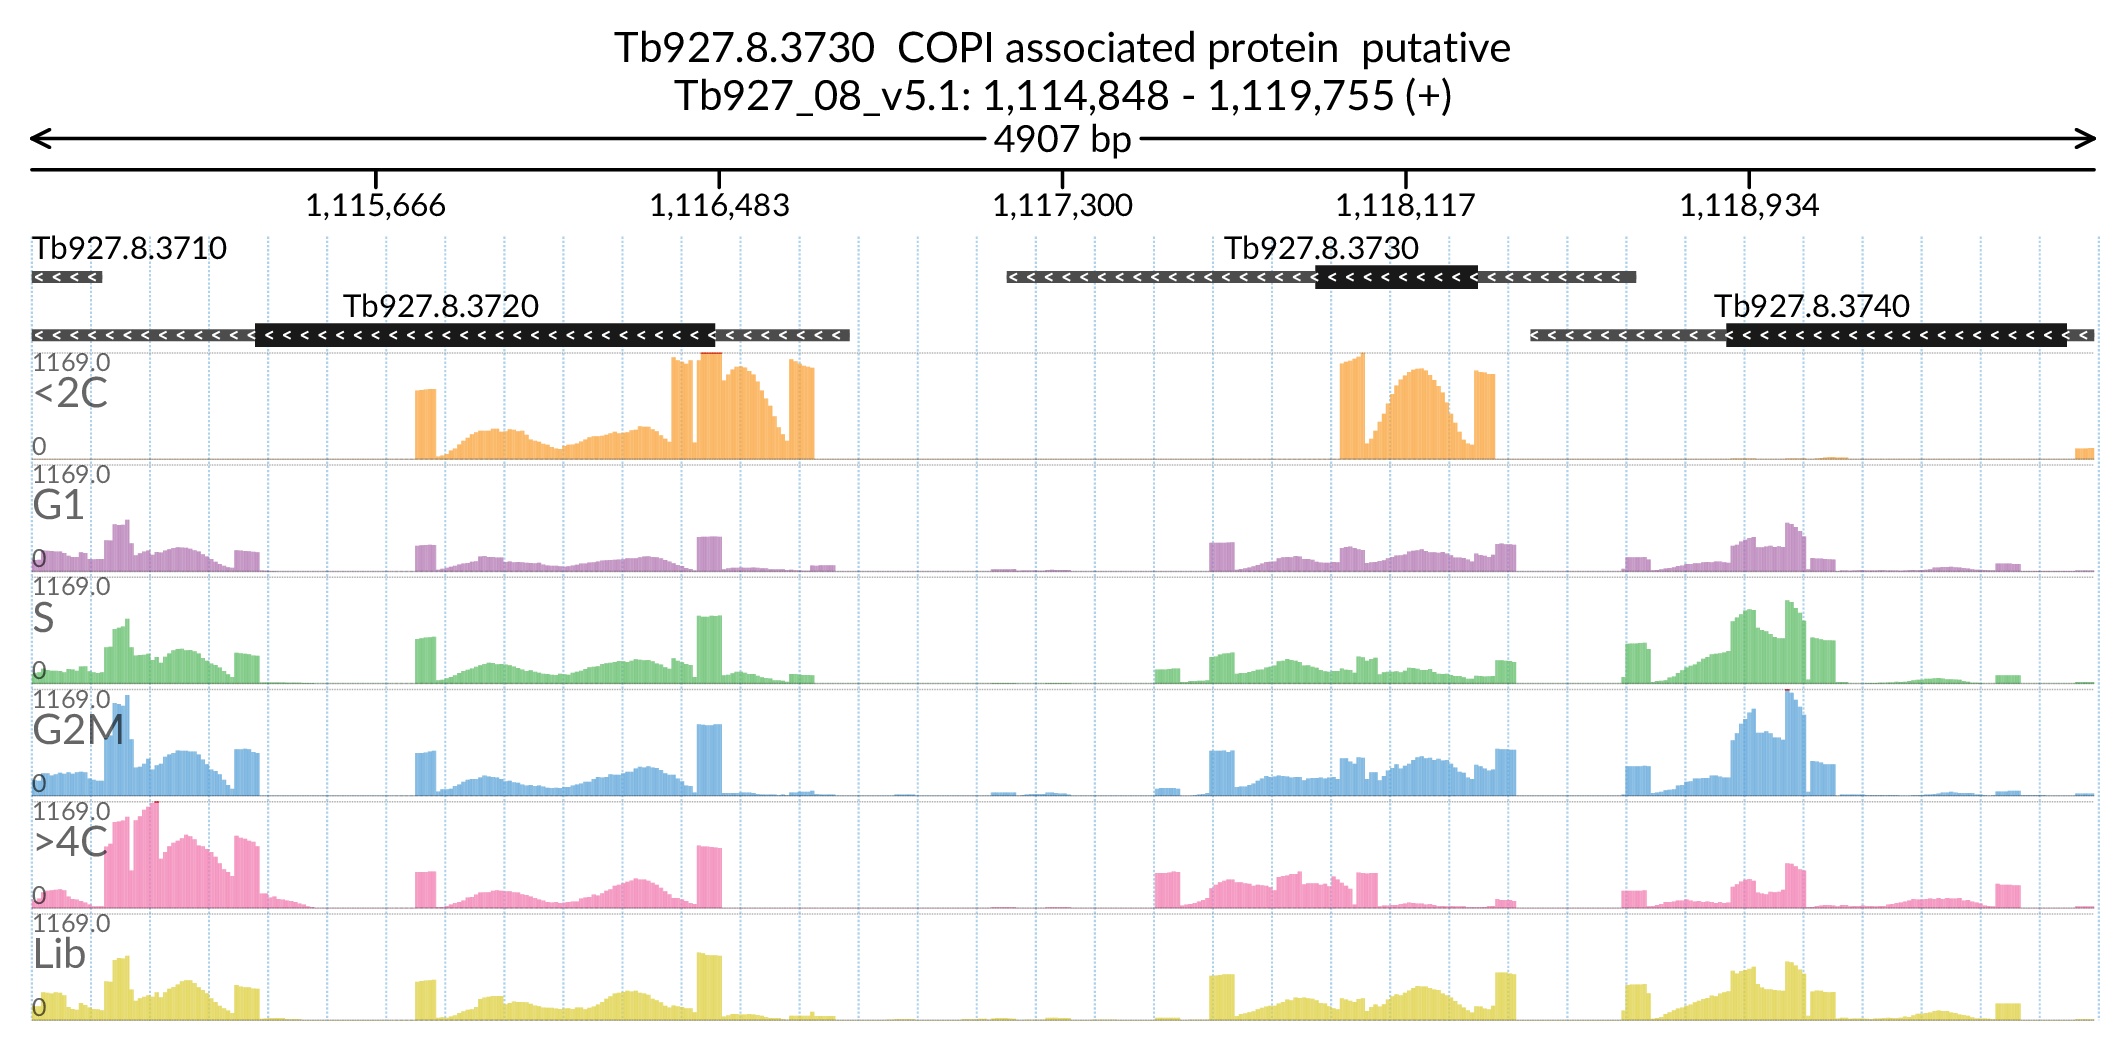 Tb927.8.3730  COPI associated protein  putative
Tb927_08_v5.1: 1,114,848 - 1,119,755 (+)
4907 bp
1,115,666 1,116,483 1,117,300 1,118,117 1,118,934
Tb927.8.3710 Tb927.8.3730
Tb927.8.3720 Tb927.8.3740
1169.0
<2C
0
1169.0
G1
0
1169.0
S
0
1169.0
G2M
0
1169.0
>4C
0
1169.0
Lib
0